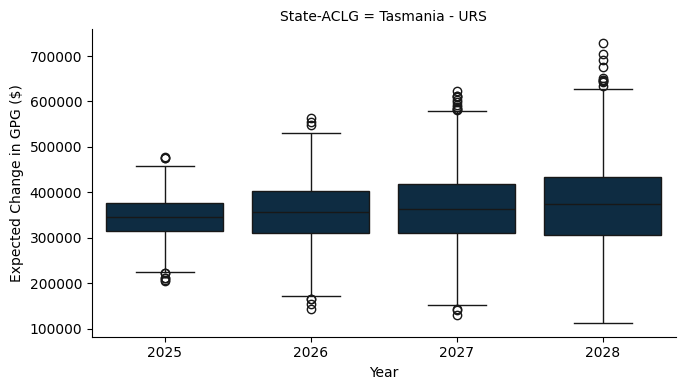 State-ACLG = Tasmania - URS
Expected Change in GPG ($)
700000
600000
500000
400000
300000
200000
100000
2025 2026 2027 2028
Year